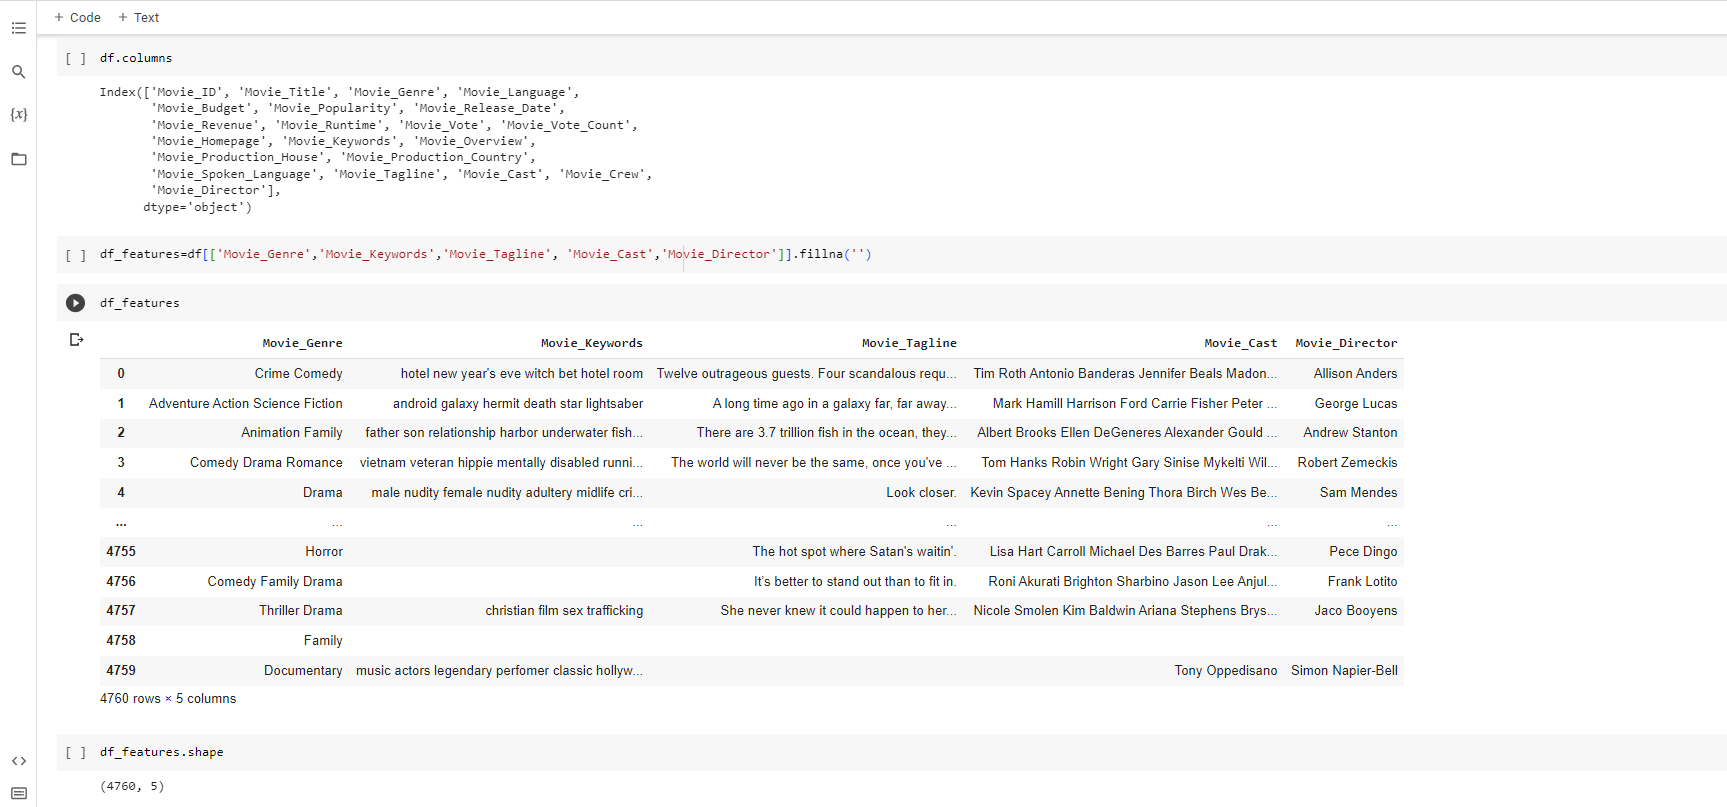 + Code + Text
[ ] df.columns
Index(['Movie_ID', 'Movie_Title', 'Movie_Genre', 'Movie_Language',
'Movie_Budget', 'Movie_Popularity', 'Movie_Release_Date',
'Movie_Revenue', 'Movie_Runtime', 'Movie_Vote', 'Movie_Vote_Count',
'Movie_Homepage', 'Movie_Keywords', 'Movie_Overview',
'Movie_Production_House', 'Movie_Production_Country',
'Movie_Spoken_Language', 'Movie_Tagline', 'Movie_Cast', 'Movie_Crew',
'Movie_Director'],
dtype='object')
[ ] df_features=df[['Movie_Genre','Movie_Keywords','Movie_Tagline', 'Movie_Cast','Movie_Director']].fillna('')
df_features
Movie_Genre Movie_Keywords Movie_Tagline Movie_Cast Movie_Director
0 Crime Comedy hotel new year's eve witch bet hotel room Twelve outrageous guests. Four scandalous requ... Tim Roth Antonio Banderas Jennifer Beals Madon... Allison Anders
1 Adventure Action Science Fiction android galaxy hermit death star lightsaber A long time ago in a galaxy far, far away... Mark Hamill Harrison Ford Carrie Fisher Peter ... George Lucas
2 Animation Family father son relationship harbor underwater fish... There are 3.7 trillion fish in the ocean, they... Albert Brooks Ellen DeGeneres Alexander Gould ... Andrew Stanton
3 Comedy Drama Romance vietnam veteran hippie mentally disabled runni... The world will never be the same, once you've ... Tom Hanks Robin Wright Gary Sinise Mykelti Wil... Robert Zemeckis
4 Drama male nudity female nudity adultery midlife cri... Look closer. Kevin Spacey Annette Bening Thora Birch Wes Be... Sam Mendes
... ... ... ... ... ...
4755 Horror The hot spot where Satan's waitin'. Lisa Hart Carroll Michael Des Barres Paul Drak... Pece Dingo
4756 Comedy Family Drama It's better to stand out than to fit in. Roni Akurati Brighton Sharbino Jason Lee Anjul... Frank Lotito
4757 Thriller Drama christian film sex trafficking She never knew it could happen to her... Nicole Smolen Kim Baldwin Ariana Stephens Brys... Jaco Booyens
4758 Family
4759 Documentary music actors legendary perfomer classic hollyw... Tony Oppedisano Simon Napier-Bell
4760 rows × 5 columns
[ ] df_features.shape
(4760, 5)